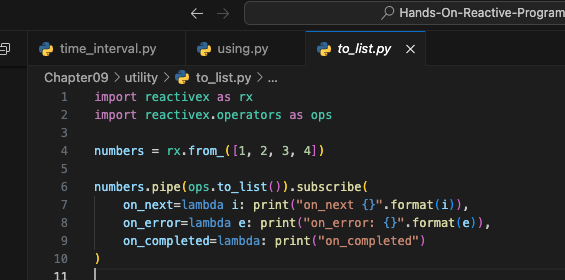 Hands-On-Reactive-Program
time_interval.py
using.py
to_list.py
Chapter09 > utility > to_list.py > ...
1 import reactivex as rx
2 import reactivex.operators as ops
3
4 numbers = rx.from_([1, 2, 3, 4])
5
6 numbers.pipe(ops.to_list()).subscribe(
7     on_next=lambda i: print("on_next {}".format(i)),
8     on_error=lambda e: print("on_error: {}".format(e)),
9     on_completed=lambda: print("on_completed")
10 )
11